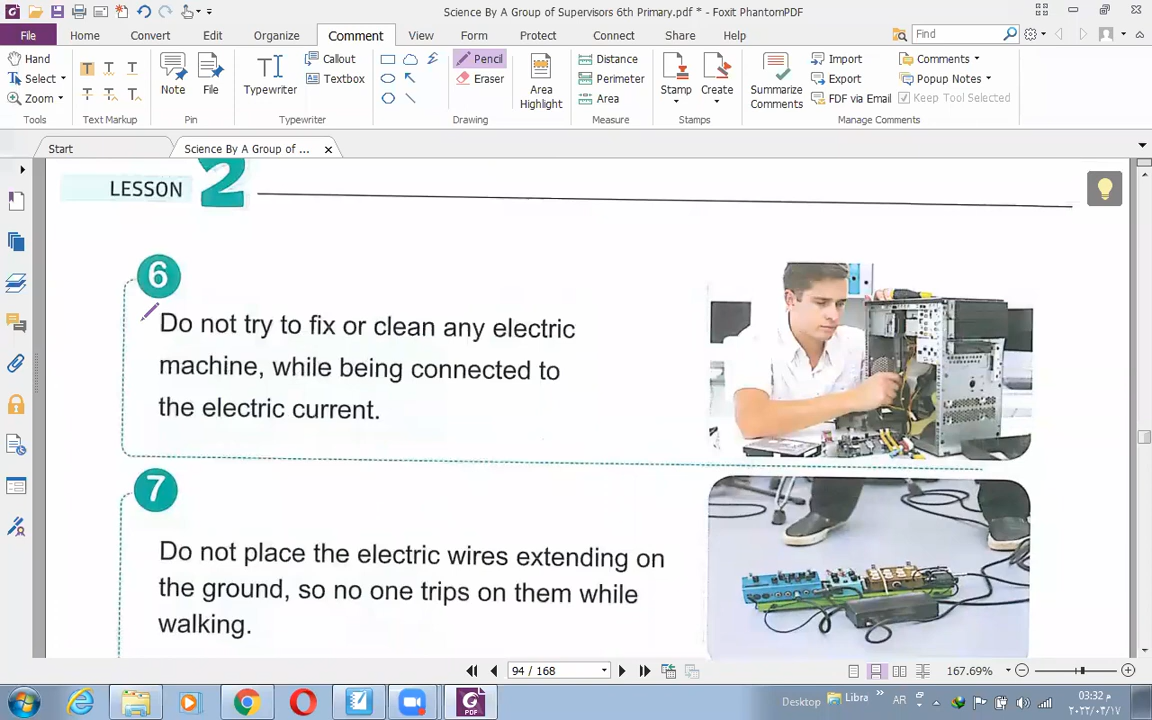 Science By A Group of Supervisors 6th Primary.pdf * - Foxit PhantomPDF
File Home Convert Edit Organize Comment View Form Protect Connect Share Help Find
Hand
Select
Zoom
Tools
Text Markup
Note
File
Pin
Typewriter
Callout
Textbox
Typewriter
Pencil
Eraser
Area
Highlight
Drawing
Distance
Perimeter
Area
Measure
Stamp
Create
Stamps
Summarize
Comments
Import
Export
FDF via Email
Comments
Popup Notes
Keep Tool Selected
Manage Comments
Start
Science By A Group of ...
LESSON 2
6
Do not try to fix or clean any electric
machine, while being connected to
the electric current.
7
Do not place the electric wires extending on
the ground, so no one trips on them while
walking.
94 / 168
167.69%
PDF
Desktop
Libra
AR
03:32 م
٢٠٢٢/٠٣/١٧